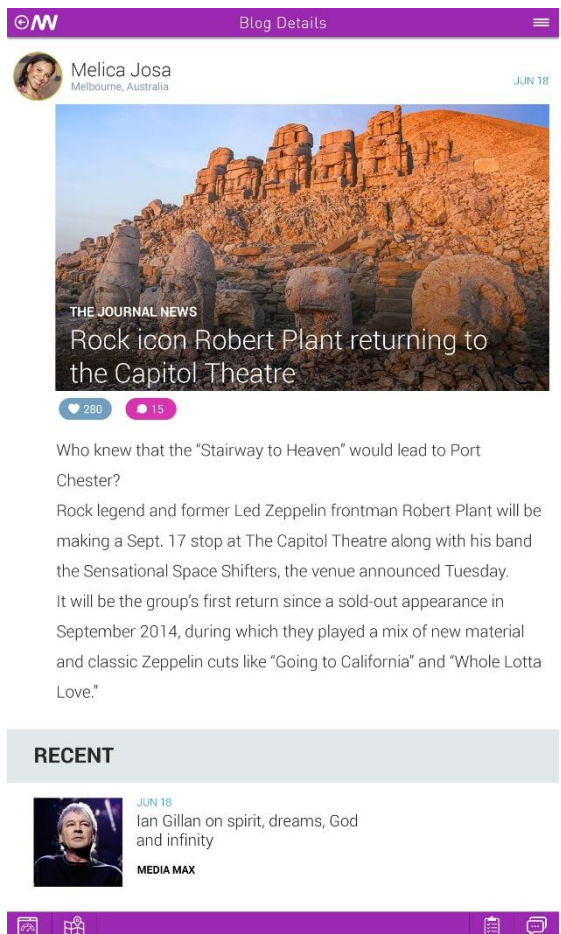 Blog Details
Melica Josa
Melbourne, Australia
JUN 18
THE JOURNAL NEWS
Rock icon Robert Plant returning to
the Capitol Theatre
280
15
Who knew that the “Stairway to Heaven” would lead to Port
Chester?
Rock legend and former Led Zeppelin frontman Robert Plant will be
making a Sept. 17 stop at The Capitol Theatre along with his band
the Sensational Space Shifters, the venue announced Tuesday.
It will be the group’s first return since a sold-out appearance in
September 2014, during which they played a mix of new material
and classic Zeppelin cuts like “Going to California” and “Whole Lotta
Love.”
RECENT
JUN 18
Ian Gillan on spirit, dreams, God
and infinity
MEDIA MAX